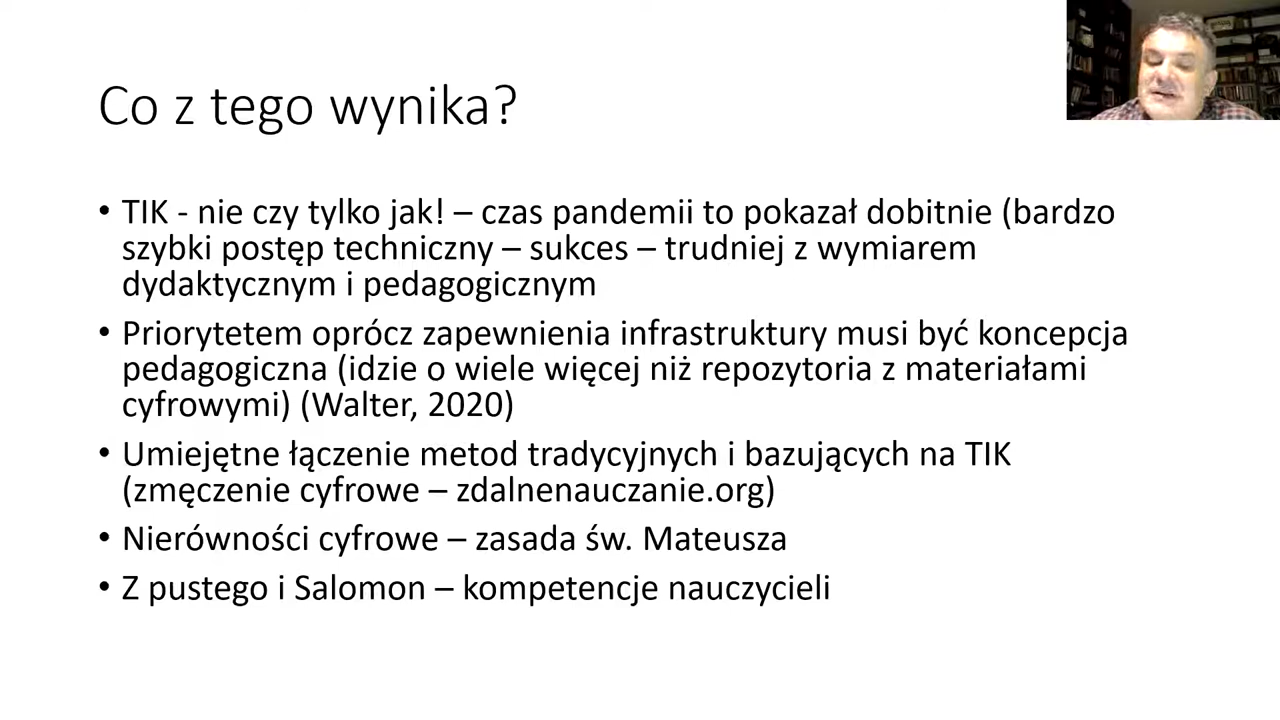 Co z tego wynika?
• TIK - nie czy tylko jak! – czas pandemii to pokazał dobitnie (bardzo
szybki postęp techniczny – sukces – trudniej z wymiarem
dydaktycznym i pedagogicznym
• Priorytetem oprócz zapewnienia infrastruktury musi być koncepcja
pedagogiczna (idzie o wiele więcej niż repozytoria z materiałami
cyfrowymi) (Walter, 2020)
• Umiejętne łączenie metod tradycyjnych i bazujących na TIK
(zmęczenie cyfrowe – zdalnenauczanie.org)
• Nierówności cyfrowe – zasada św. Mateusza
• Z pustego i Salomon – kompetencje nauczycieli